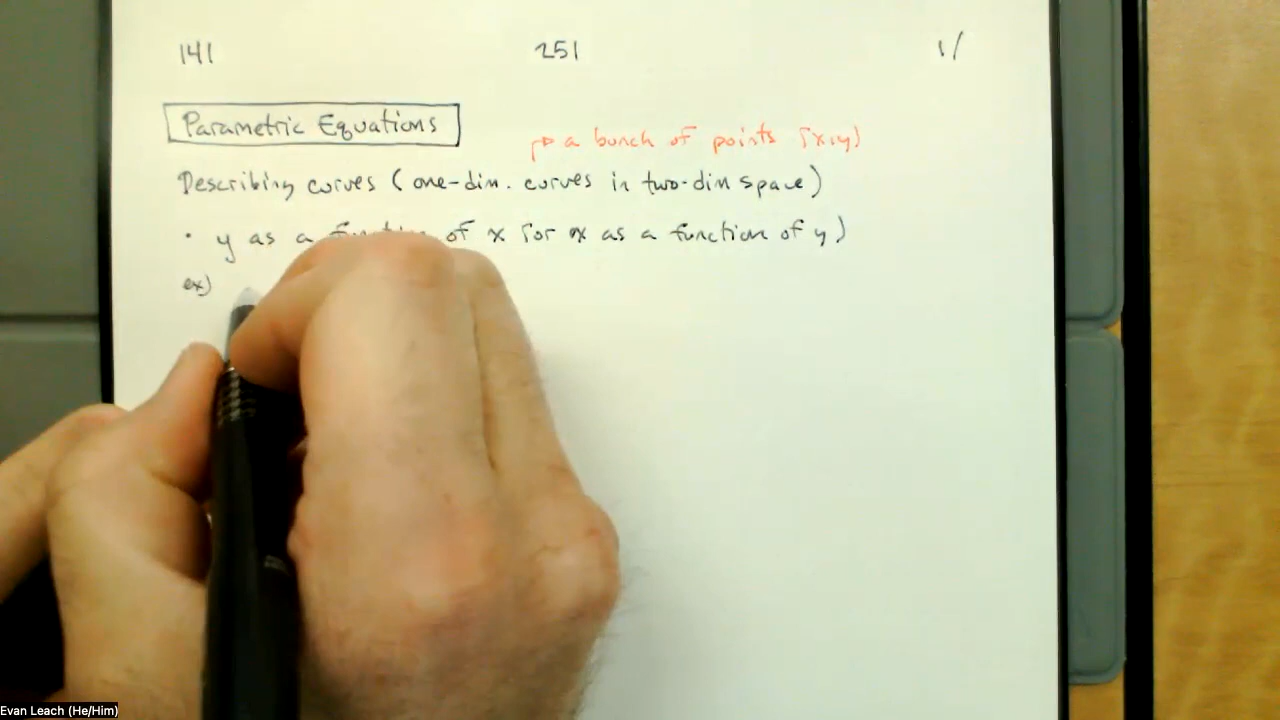 141 251 1/
Parametric Equations
a bunch of points (x,y)
Describing curves (one-dim. curves in two-dim space)
• y as a function of x (or x as a function of y)
ex)
Evan Leach (He/Him)